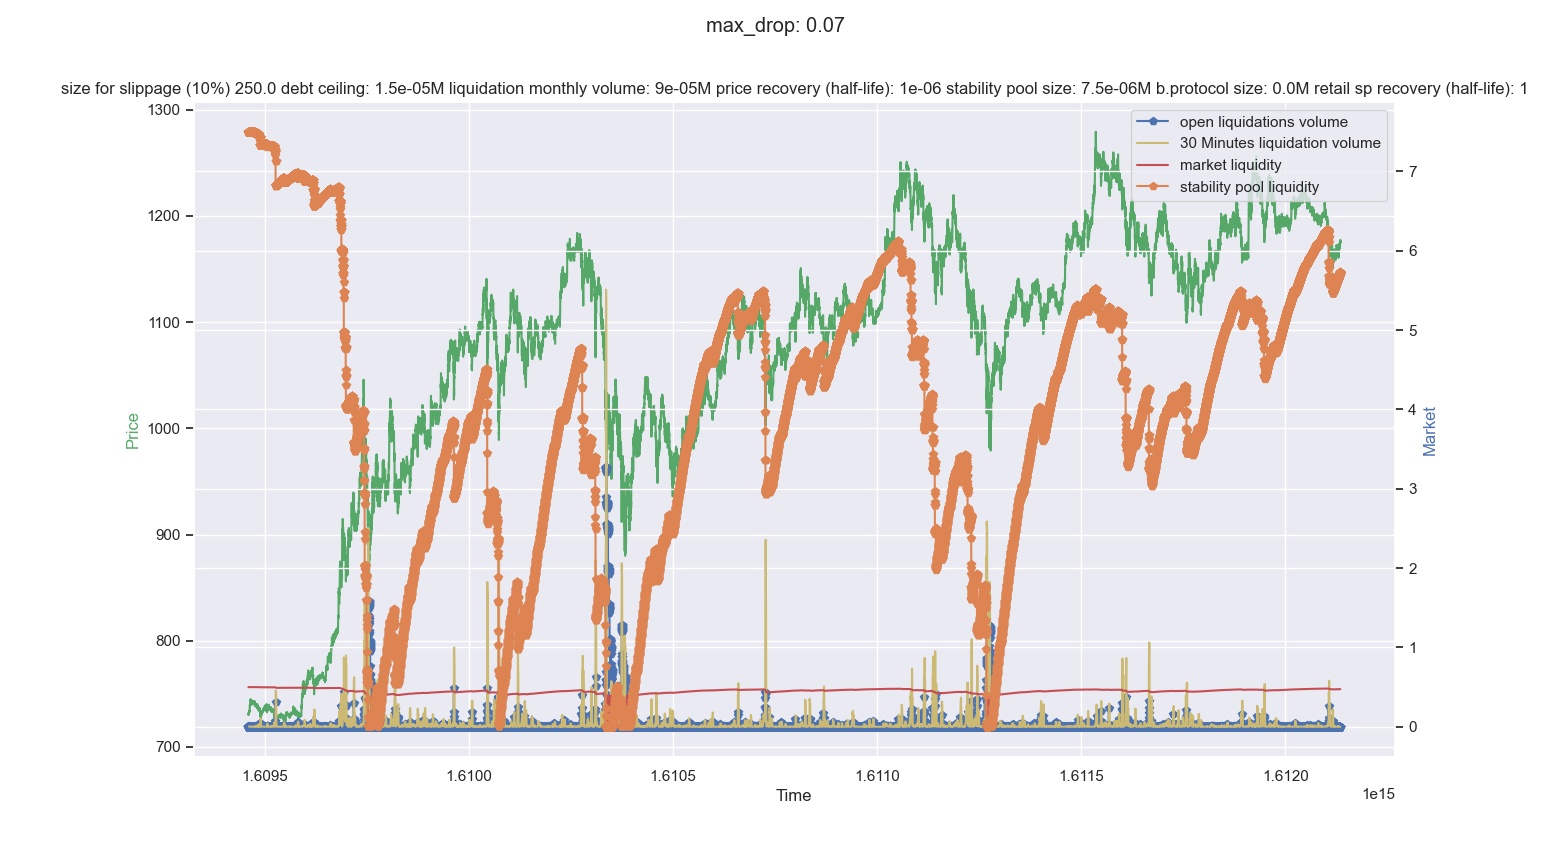 max_drop: 0.07
size for slippage (10%) 250.0 debt ceiling: 1.5e-05M liquidation monthly volume: 9e-05M price recovery (half-life): 1e-06 stability pool size: 7.5e-06M b.protocol size: 0.0M retail sp recovery (half-life): 1
open liquidations volume
30 Minutes liquidation volume
market liquidity
stability pool liquidity
Price
1300
1200
1100
1000
900
800
700
Market
7
6
5
4
3
2
1
0
1.6095 1.6100 1.6105 1.6110 1.6115 1.6120
Time
1e15